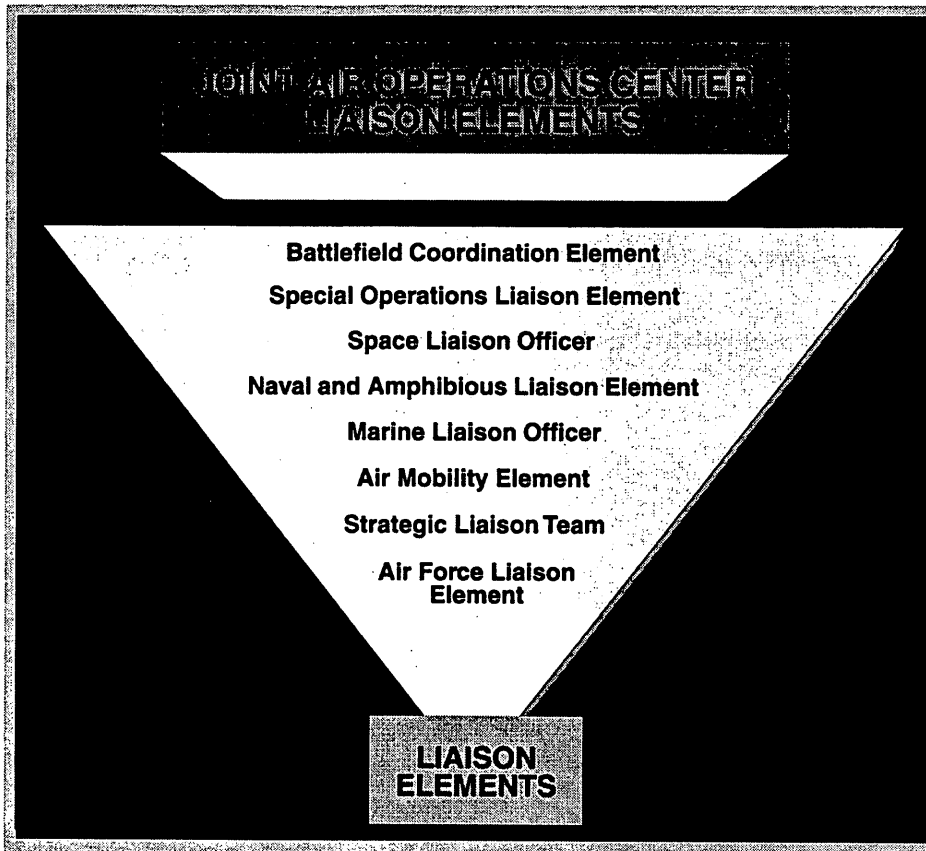 JOINT AIR OPERATIONS CENTER
LIAISON ELEMENTS
Battlefield Coordination Element
Special Operations Liaison Element
Space Liaison Officer
Naval and Amphibious Liaison Element
Marine Liaison Officer
Air Mobility Element
Strategic Liaison Team
Air Force Liaison
Element
LIAISON
ELEMENTS